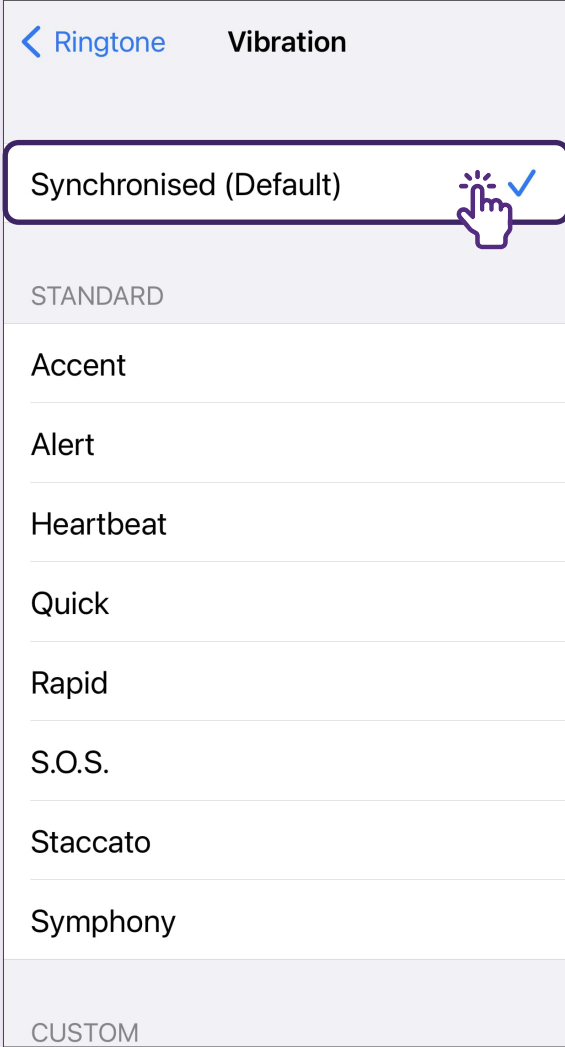 Ringtone Vibration
Synchronised (Default)
STANDARD
Accent
Alert
Heartbeat
Quick
Rapid
S.O.S.
Staccato
Symphony
CUSTOM